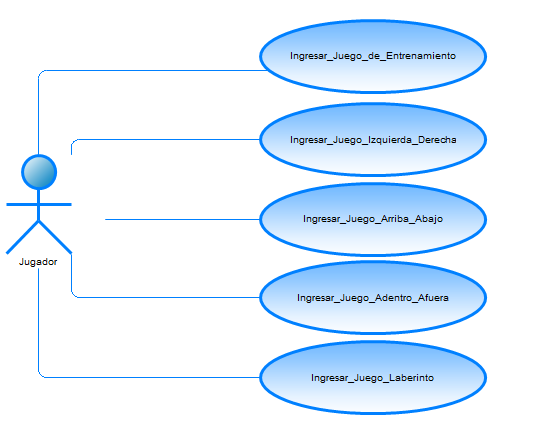 Ingresar_Juego_de_Entrenamiento
Ingresar_Juego_Izquierda_Derecha
Ingresar_Juego_Arriba_Abajo
Jugador
Ingresar_Juego_Adentro_Afuera
Ingresar_Juego_Laberinto